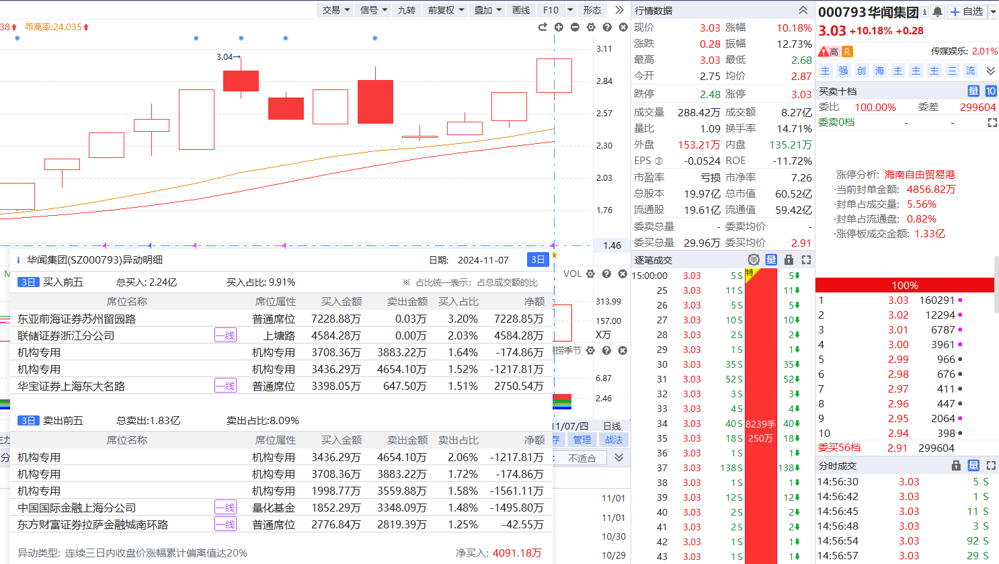 交易 信号 九转 前复权 叠加 画线 F10 形态
38 乖离率:24.035
3.04
3.11
2.84
2.57
2.30
2.03
1.76
1.46
华闻集团(SZ000793)异动明细 日期: 2024-11-07 3日
3日 买入前五 总买入: 2.24亿 买入占比: 9.91% ※ 占比统一表示：占总成交额的比
席位名称 席位属性 买入金额 卖出金额 买入占比 净额
东亚前海证券苏州留园路 普通席位 7228.88万 0.03万 3.20% 7228.85万
联储证券浙江分公司 一线 上塘路 4584.28万 0.00万 2.03% 4584.28万
机构专用 机构专用 3708.36万 3883.22万 1.64% -174.86万
机构专用 机构专用 3436.29万 4654.10万 1.52% -1217.81万
华宝证券上海东大名路 一线 普通席位 3398.05万 647.50万 1.51% 2750.54万
3日 卖出前五 总卖出:1.83亿 卖出占比:8.09%
席位名称 席位属性 买入金额 卖出金额 卖出占比 净额
机构专用 机构专用 3436.29万 4654.10万 2.06% -1217.81万
机构专用 机构专用 3708.36万 3883.22万 1.72% -174.86万
机构专用 机构专用 1998.77万 3559.88万 1.58% -1561.11万
中国国际金融上海分公司 一线 量化基金 1852.29万 3348.09万 1.48% -1495.80万
东方财富证券拉萨金融城南环路 一线 普通席位 2776.84万 2819.39万 1.25% -42.55万
异动类型: 连续三日内收盘价涨幅累计偏离值达20% 净买入: 4091.18万
VOL
313.99
157.00
X万
捞季节
6.87
2.46
11/07/四 日线
存 管理 战法
不适合
11/01
11/01
10/30
10/29
行情数据
现价 3.03 涨幅 10.18%
涨跌 0.28 振幅 12.73%
最高 3.03 最低 2.68
今开 2.75 均价 2.87
跌停 2.48 涨停 3.03
成交量 288.42万 成交额 8.27亿
量比 1.09 换手率 14.71%
外盘 153.21万 内盘 135.21万
EPS ③ -0.0524 ROE -11.72%
市盈率 亏损 市净率 7.26
总股本 19.97亿 总市值 60.52亿
流通股 19.61亿 流通值 59.42亿
委卖总量 - 委卖均价 -
委买总量 29.96万 委买均价 2.91
逐笔成交 单 量
特
15:00:00 3.03 5 S 5
25 3.03 11 S 11
26 3.03 5 S 5
27 3.03 10 S 10
28 3.03 2 S 2
29 3.03 1 S 1
30 3.03 35 S 35
31 3.03 52 S 52
32 3.03 3 S 3
33 3.03 4 S 4
34 3.03 40 S 8239手 40
35 3.03 18 S 250万 18
36 3.03 1 S 1
37 3.03 138 S 138
38 3.03 1 S 1
39 3.03 12 S 12
40 3.03 2 S 2
41 3.03 2 S 2
42 3.03 1 S 1
43 3.03 1 S 1
000793华闻集团 自选
3.03 +10.18% +0.28
高 R 传媒娱乐: 2.01%
主 强 创 海 主 主 主 三 流
买卖十档 量 10
委比 100.00% 委差 299604
委卖0档 - -
涨停分析: 海南自由贸易港
·当前封单金额: 4856.82万
·封单占成交量: 5.56%
·封单占流通盘: 0.82%
·涨停板成交金额: 1.33亿
100%
1 3.03 160291
2 3.02 12294
3 3.01 6787
4 3.00 3961
5 2.99 966
6 2.98 676
7 2.97 411
8 2.96 447
9 2.95 2064
10 2.94 398
委买56档 2.91 299604
分时成交 量
14:56:30 3.03 5 S
14:56:42 3.03 1 S
14:56:45 3.03 11 S
14:56:48 3.03 3 S
14:56:54 3.03 92 S
14:56:57 3.03 29 S